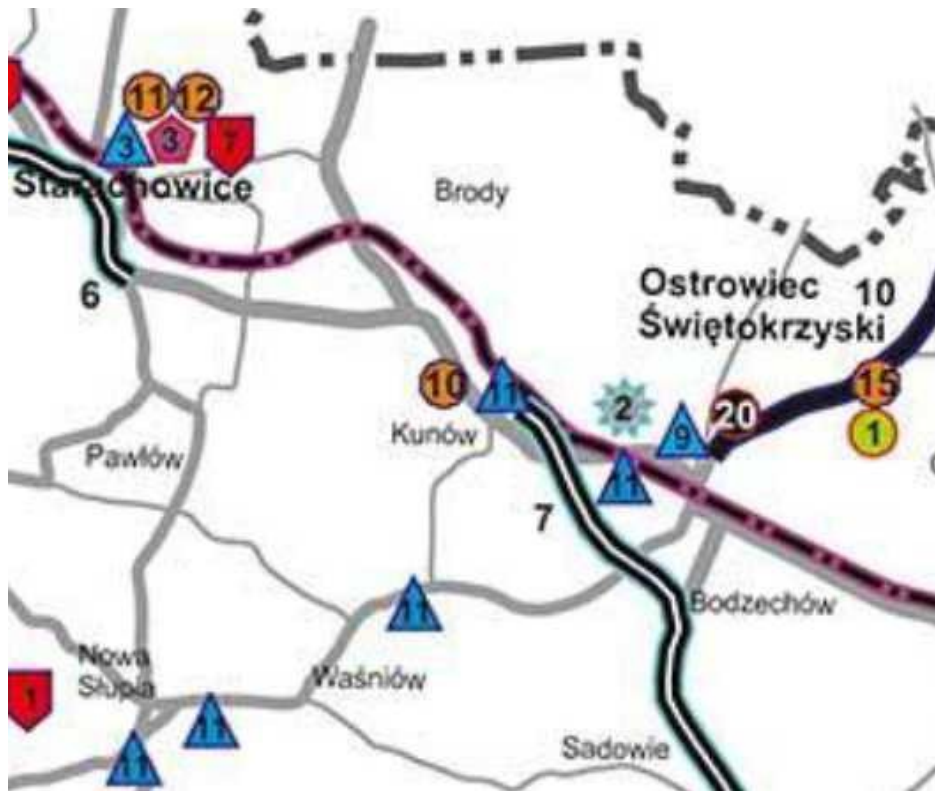 11 12
3 3 7
Starachowice
Brody
6
Ostrowiec
Świętokrzyski
10
15
10
11
2
20
9
1
Kunów
Pawłów
11
7
11
Bodzechów
Nowa
Słupia
Waśniów
1
11
Sadowie
11